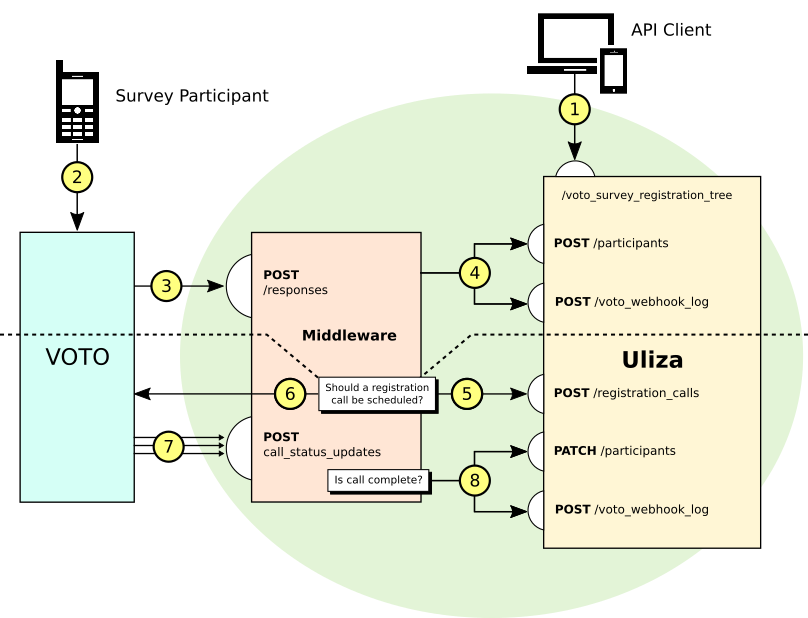 API Client
Survey Participant
1
2
/voto_survey_registration_tree
POST /participants
3
POST
/responses
4
POST /voto_webhook_log
Middleware
VOTO
Uliza
Should a registration
call be scheduled?
6
5
POST /registration_calls
7
POST
call_status_updates
PATCH /participants
Is call complete?
8
POST /voto_webhook_log